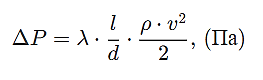 ΔP = λ · l/d · ρ · v²/2, (Па)